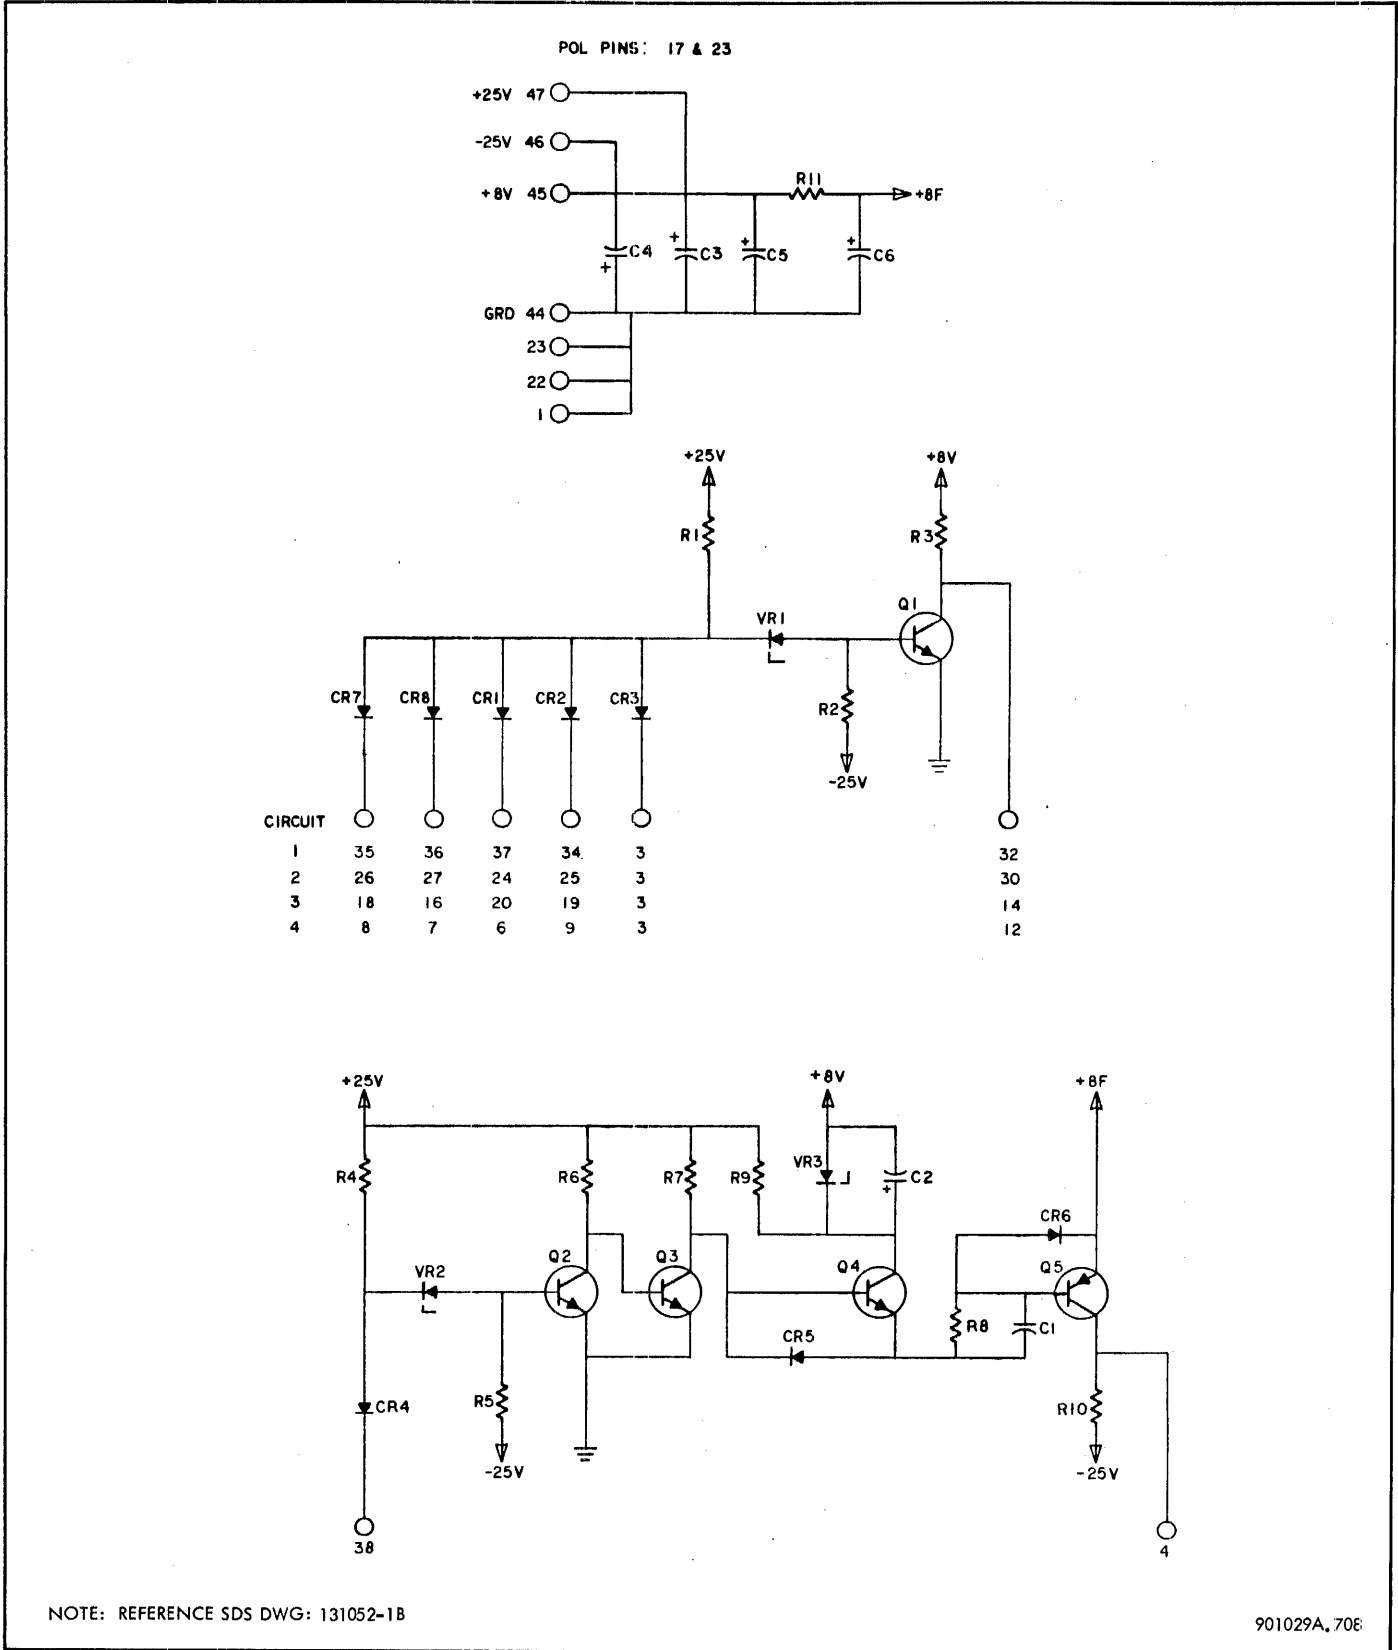 POL PINS: 17 & 23
+25V 47
-25V 46
+8V 45
R11
+8F
C4
+
+
C3
+
C5
+
C6
GRD 44
23
22
1
+25V
+8V
R1
R3
Q1
VR1
CR7
CR8
CR1
CR2
CR3
R2
-25V
CIRCUIT
1 35 36 37 34 3 32
2 26 27 24 25 3 30
3 18 16 20 19 3 14
4 8 7 6 9 3 12
+25V
+8V
+8F
R4
R6
R7
R9
VR3
C2
+
CR6
Q2
Q3
Q4
Q5
VR2
R8
C1
CR5
R5
CR4
R10
-25V
-25V
38
4
NOTE: REFERENCE SDS DWG: 131052-1B
901029A.708